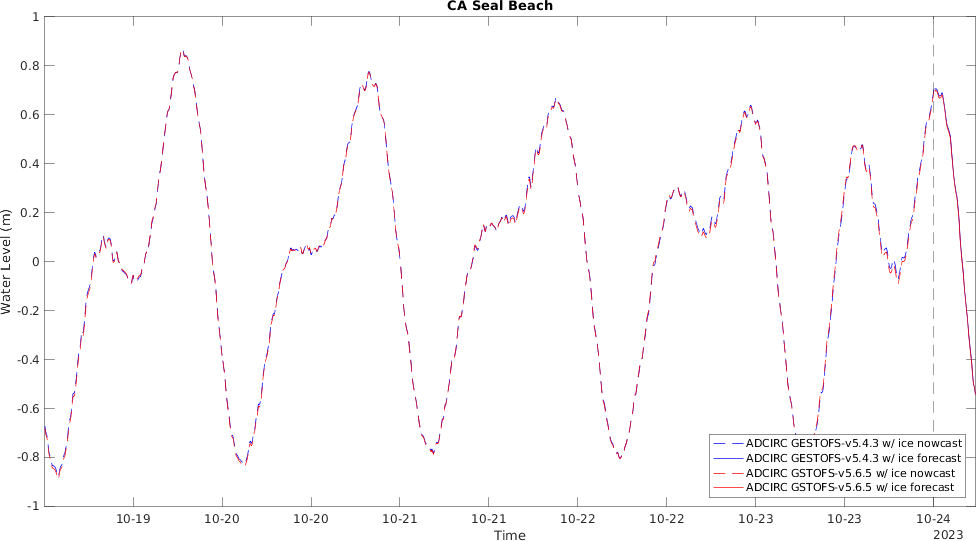 CA Seal Beach
1
0.8
0.6
0.4
0.2
0
-0.2
-0.4
-0.6
-0.8
-1
Water Level (m)
ADCIRC GESTOFS-v5.4.3 w/ ice nowcast
ADCIRC GESTOFS-v5.4.3 w/ ice forecast
ADCIRC GSTOFS-v5.6.5 w/ ice nowcast
ADCIRC GSTOFS-v5.6.5 w/ ice forecast
10-19 10-20 10-20 10-21 10-21 10-22 10-22 10-23 10-23 10-24
Time 2023